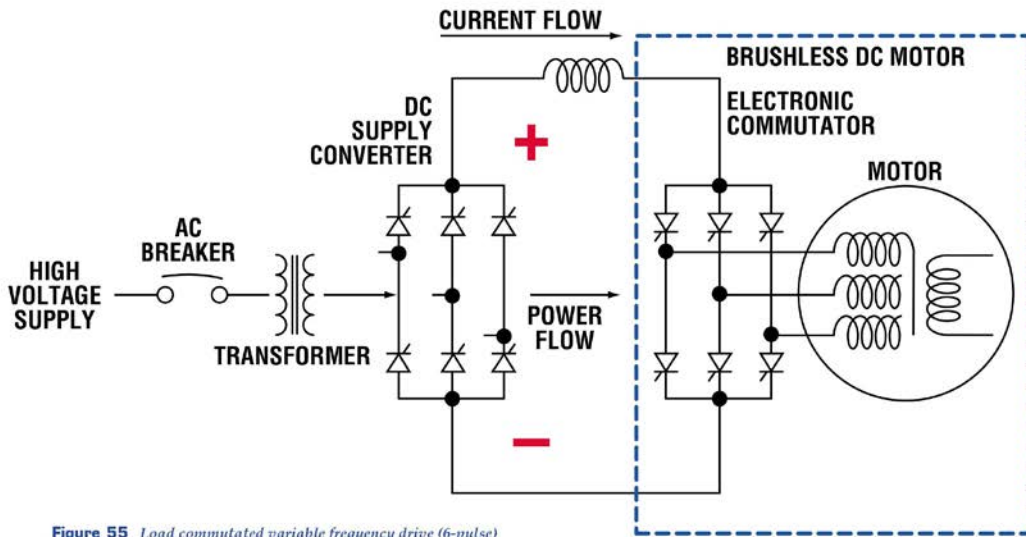 CURRENT FLOW
BRUSHLESS DC MOTOR
DC
SUPPLY
CONVERTER
+
ELECTRONIC
COMMUTATOR
MOTOR
AC
BREAKER
HIGH
VOLTAGE
SUPPLY
TRANSFORMER
POWER
FLOW
−
Figure 55 Load commutated variable frequency drive (6-pulse)